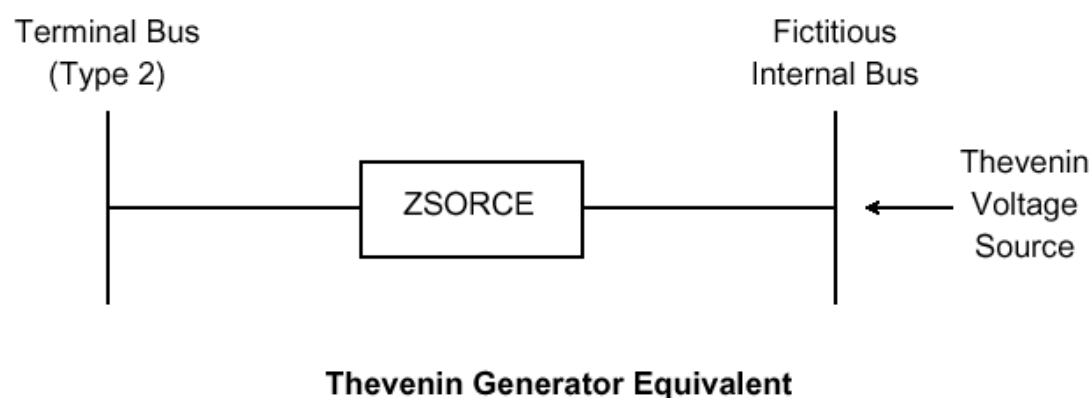 Terminal Bus
(Type 2)
Fictitious
Internal Bus
ZSORCE
Thevenin
Voltage
Source
Thevenin Generator Equivalent